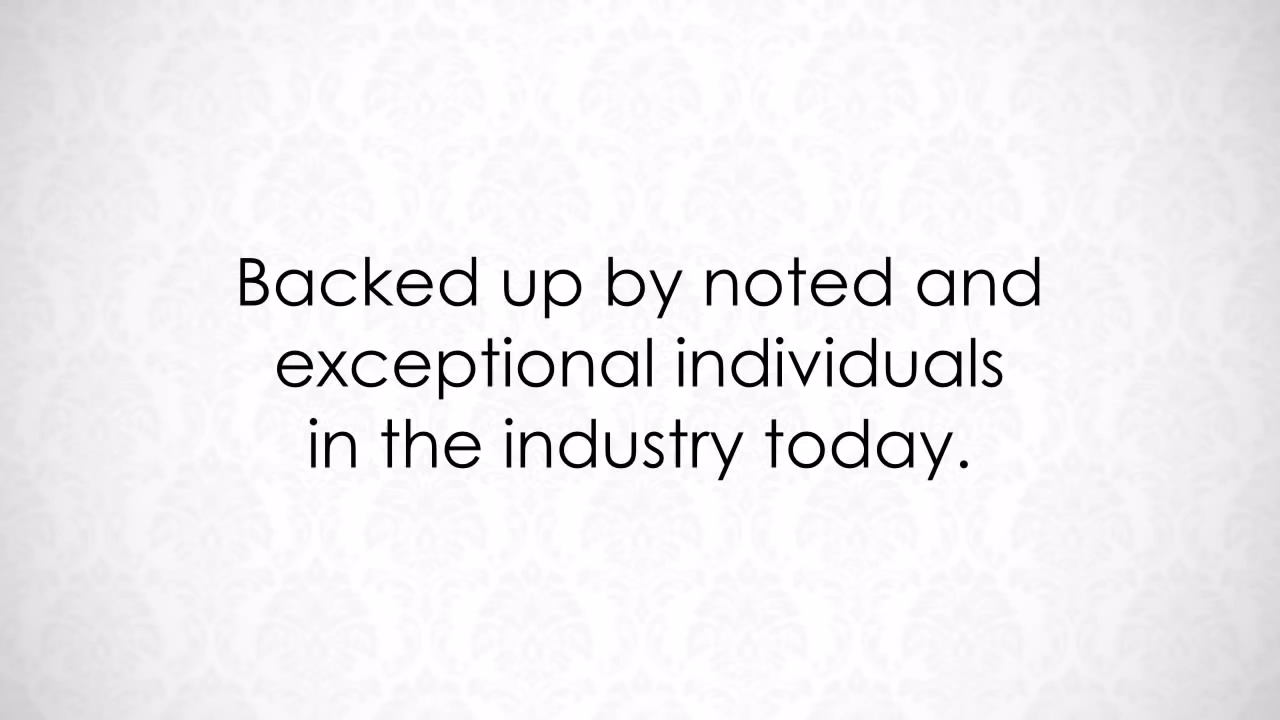 Backed up by noted and
exceptional individuals
in the industry today.